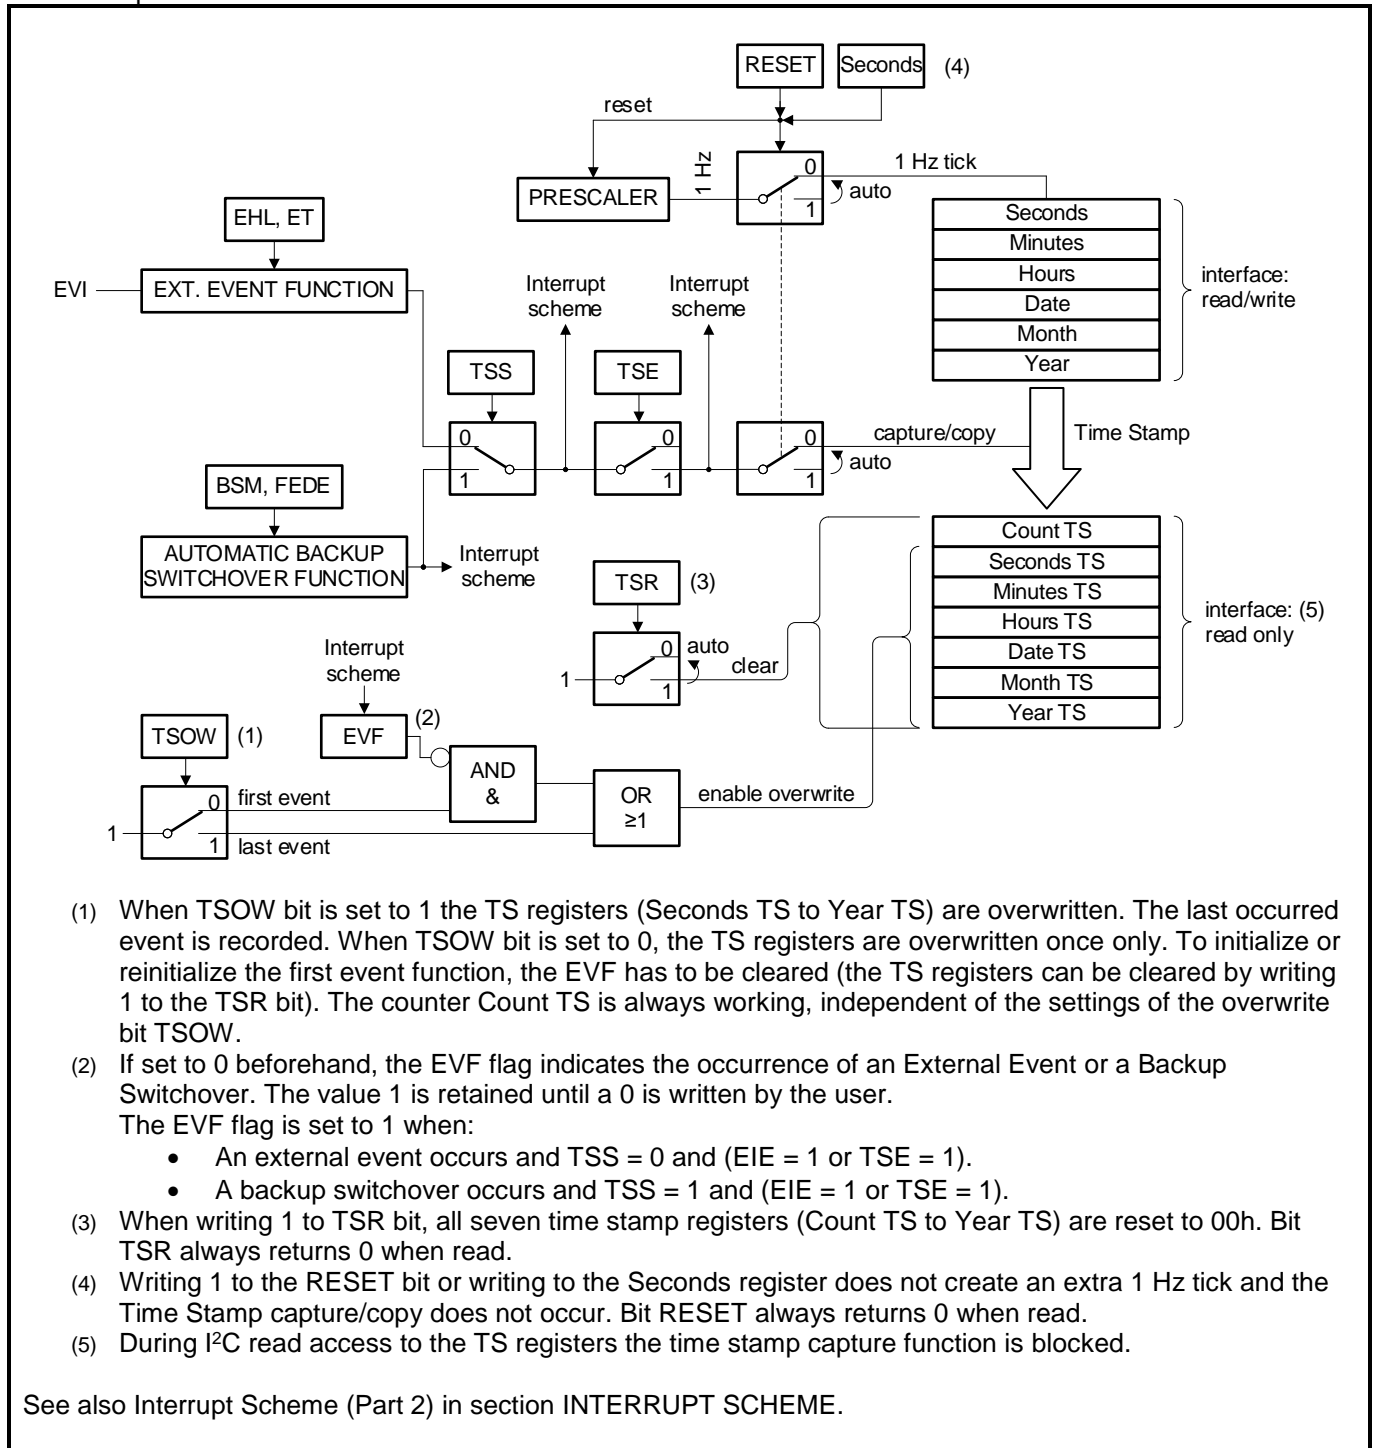 RESET
Seconds
(4)
reset
1 Hz
0
1 Hz tick
PRESCALER
auto
1
Seconds
Minutes
Hours
Date
Month
Year
interface:
read/write
EHL, ET
EVI
EXT. EVENT FUNCTION
Interrupt
scheme
Interrupt
scheme
TSS
TSE
0
1
0
1
0
1
capture/copy
auto
Time Stamp
BSM, FEDE
AUTOMATIC BACKUP
SWITCHOVER FUNCTION
Interrupt
scheme
Count TS
Seconds TS
Minutes TS
Hours TS
Date TS
Month TS
Year TS
interface: (5)
read only
TSR
(3)
1
0
1
auto
clear
Interrupt
scheme
EVF
(2)
TSOW
(1)
1
0
1
first event
last event
AND
&
OR
≥1
enable overwrite
(1) When TSOW bit is set to 1 the TS registers (Seconds TS to Year TS) are overwritten. The last occurred
event is recorded. When TSOW bit is set to 0, the TS registers are overwritten once only. To initialize or
reinitialize the first event function, the EVF has to be cleared (the TS registers can be cleared by writing
1 to the TSR bit). The counter Count TS is always working, independent of the settings of the overwrite
bit TSOW.
(2) If set to 0 beforehand, the EVF flag indicates the occurrence of an External Event or a Backup
Switchover. The value 1 is retained until a 0 is written by the user.
The EVF flag is set to 1 when:
• An external event occurs and TSS = 0 and (EIE = 1 or TSE = 1).
• A backup switchover occurs and TSS = 1 and (EIE = 1 or TSE = 1).
(3) When writing 1 to TSR bit, all seven time stamp registers (Count TS to Year TS) are reset to 00h. Bit
TSR always returns 0 when read.
(4) Writing 1 to the RESET bit or writing to the Seconds register does not create an extra 1 Hz tick and the
Time Stamp capture/copy does not occur. Bit RESET always returns 0 when read.
(5) During I²C read access to the TS registers the time stamp capture function is blocked.
See also Interrupt Scheme (Part 2) in section INTERRUPT SCHEME.